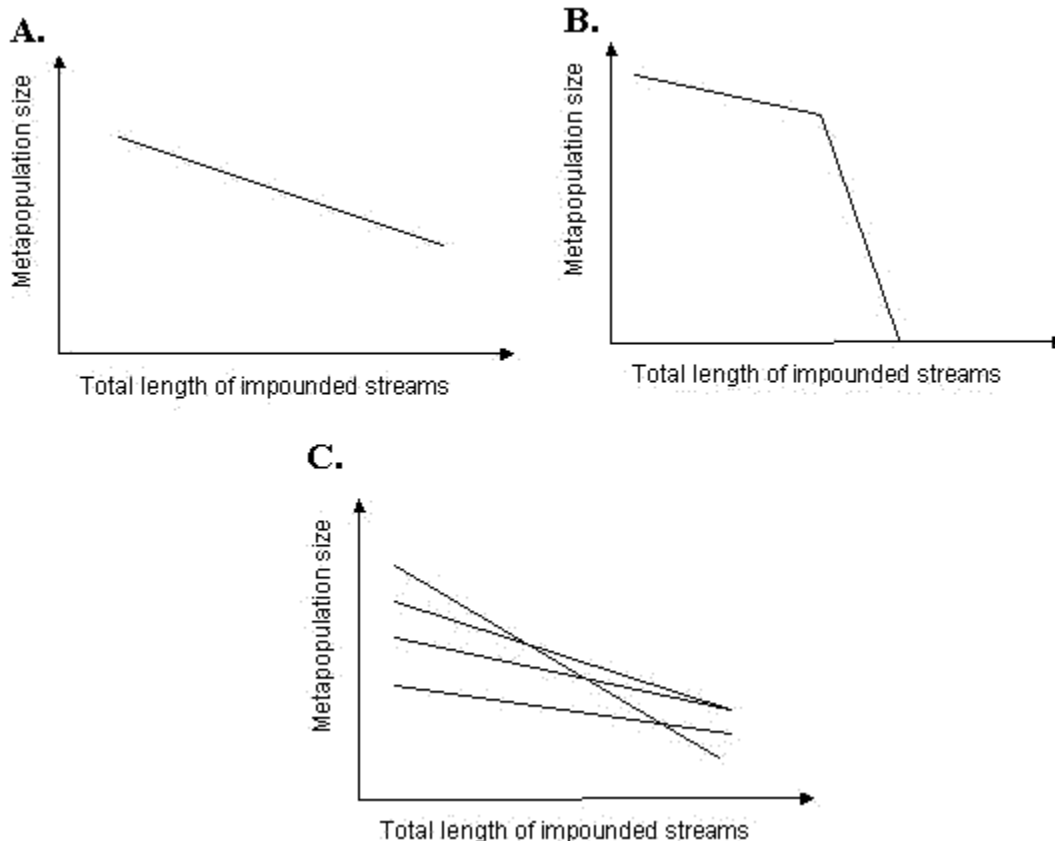 A.
Metapopulation size
Total length of impounded streams
B.
Metapopulation size
Total length of impounded streams
C.
Metapopulation size
Total length of impounded streams